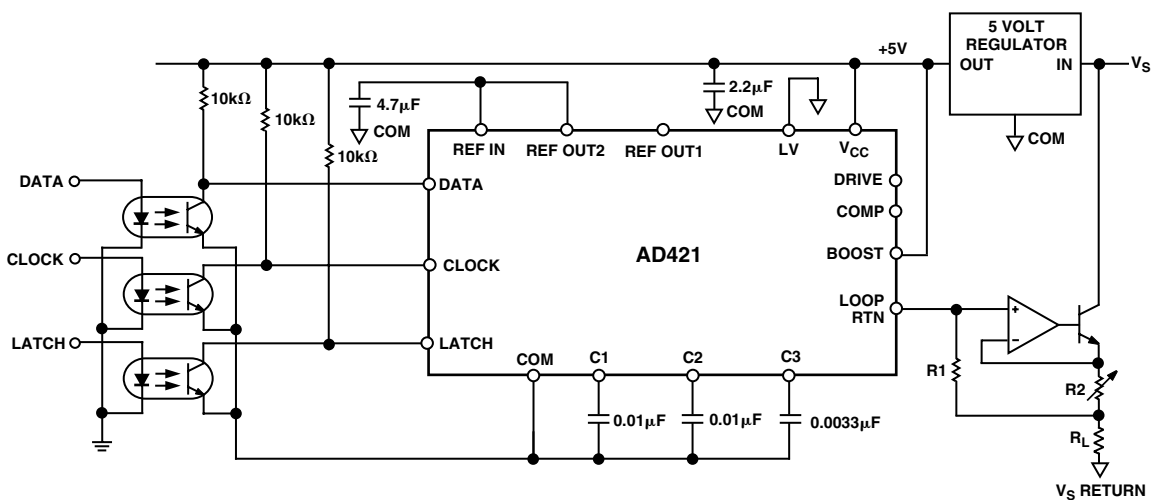 5 VOLT
REGULATOR
OUT IN
+5V
V_S
COM
10kΩ
10kΩ
10kΩ
4.7µF
COM
2.2µF
COM
REF IN
REF OUT2
REF OUT1
LV
V_CC
DATA
CLOCK
LATCH
DATA
CLOCK
LATCH
AD421
DRIVE
COMP
BOOST
LOOP
RTN
COM
C1
C2
C3
0.01µF
0.01µF
0.0033µF
+
–
R1
R2
R_L
V_S RETURN